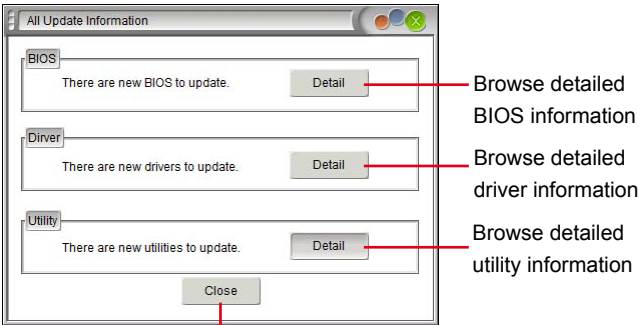 All Update Information
BIOS
There are new BIOS to update.
Detail
Browse detailed
BIOS information
Dirver
There are new drivers to update.
Detail
Browse detailed
driver information
Utility
There are new utilities to update.
Detail
Browse detailed
utility information
Close